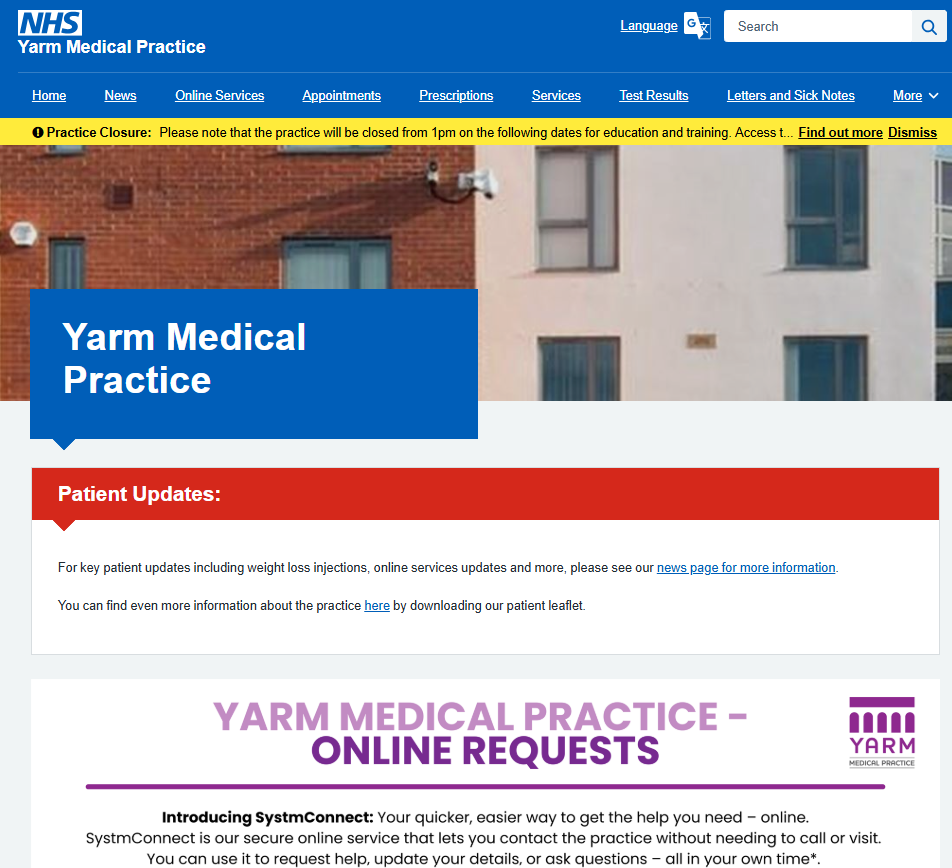 NHS
Yarm Medical Practice
Language
Search
Home News Online Services Appointments Prescriptions Services Test Results Letters and Sick Notes More
Practice Closure: Please note that the practice will be closed from 1pm on the following dates for education and training. Access t... Find out more Dismiss
Yarm Medical
Practice
Patient Updates:
For key patient updates including weight loss injections, online services updates and more, please see our news page for more information.
You can find even more information about the practice here by downloading our patient leaflet.
YARM MEDICAL PRACTICE -
ONLINE REQUESTS
YARM
MEDICAL PRACTICE
Introducing SystmConnect: Your quicker, easier way to get the help you need – online.
SystmConnect is our secure online service that lets you contact the practice without needing to call or visit.
You can use it to request help, update your details, or ask questions – all in your own time*.